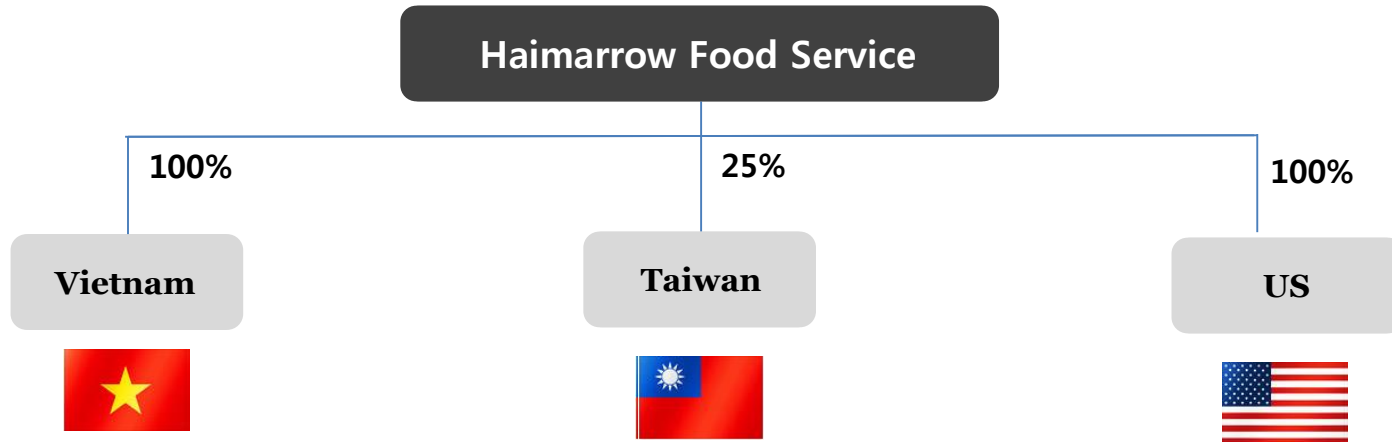 Haimarrow Food Service
100%
25%
100%
Vietnam
Taiwan
US